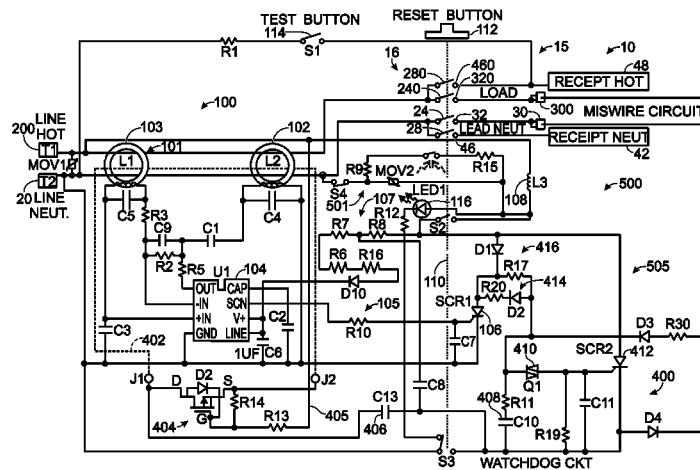 TEST BUTTON
114
S1
R1
RESET BUTTON
112
16
15
10
280
460
320
240
LOAD
RECEPT HOT
48
300
MISWIRE CIRCUIT
24
32
30
28
LEAD NEUT
46
RECEIPT NEUT
42
100
LINE HOT
200
T1
MOV1
T2
20
LINE NEUT.
103
101
L1
102
L2
C5
C4
R3
C9
R2
C1
R5
R9
MOV2
R15
S4
501
107
LED1
116
R12
S2
L3
108
500
R7
R8
R6
R16
D10
110
U1
104
OUT
CAP
-IN
SCN
+IN
V+
GND
LINE
C2
1UF
C6
C3
402
105
R10
SCR1
106
C7
D1
416
R17
R20
414
D2
505
D3
R30
SCR2
412
410
Q1
400
R11
408
C10
R19
C11
D4
J1
J2
D
D2
S
G
R14
404
R13
405
C13
406
C8
S3
WATCHDOG CKT